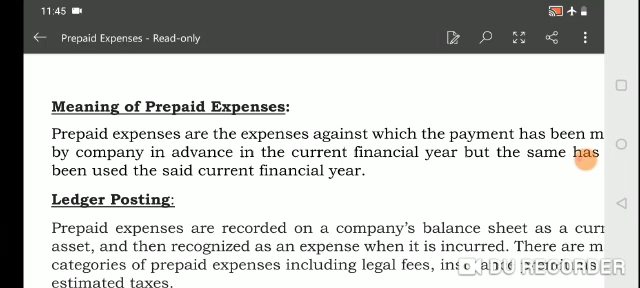 11:45
Prepaid Expenses - Read-only
Meaning of Prepaid Expenses:
Prepaid expenses are the expenses against which the payment has been m
by company in advance in the current financial year but the same has
been used the said current financial year.
Ledger Posting:
Prepaid expenses are recorded on a company's balance sheet as a curr
asset, and then recognized as an expense when it is incurred. There are m
categories of prepaid expenses including legal fees,
estimated taxes.
DU RECORDER